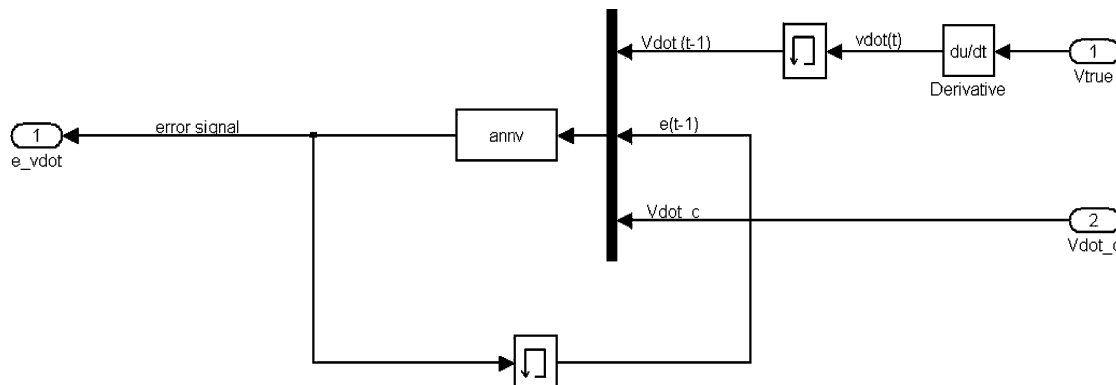 Vdot (t-1)
vdot(t)
du/dt
1
Derivative
Vtrue
1
error signal
annv
e(t-1)
e_vdot
Vdot_c
2